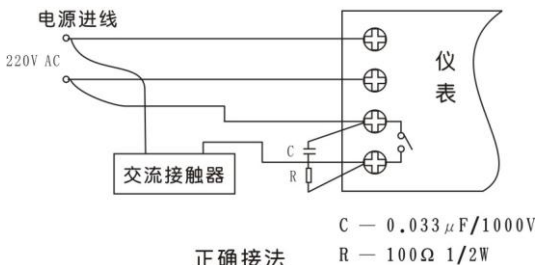 电源进线
220V AC
仪表
C
R
交流接触器
正确接法
C — 0.033μF/1000V
R — 100Ω 1/2W